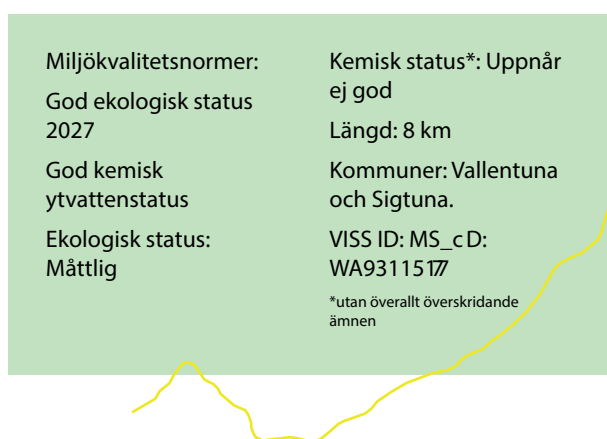 Miljökvalitetsnormer:
God ekologisk status
2027
God kemisk
ytvattenstatus
Ekologisk status:
Måttlig
Kemisk status*: Uppnår
ej god
Längd: 8 km
Kommuner: Vallentuna
och Sigtuna.
VISS ID: MS_cD:
WA93115177
*utan överallt överskridande
ämnen